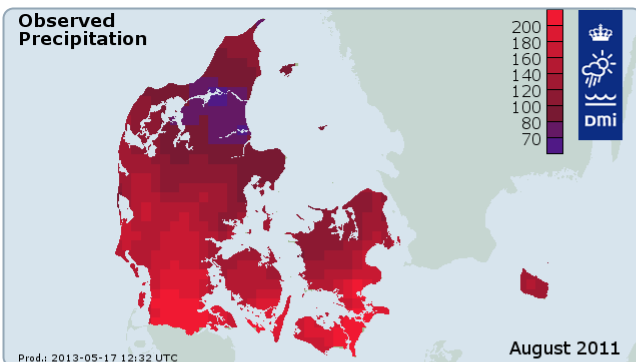 Observed
Precipitation
200
180
160
140
120
100
80
70
DMI
August 2011
Prod.: 2013-05-17 12:32 UTC